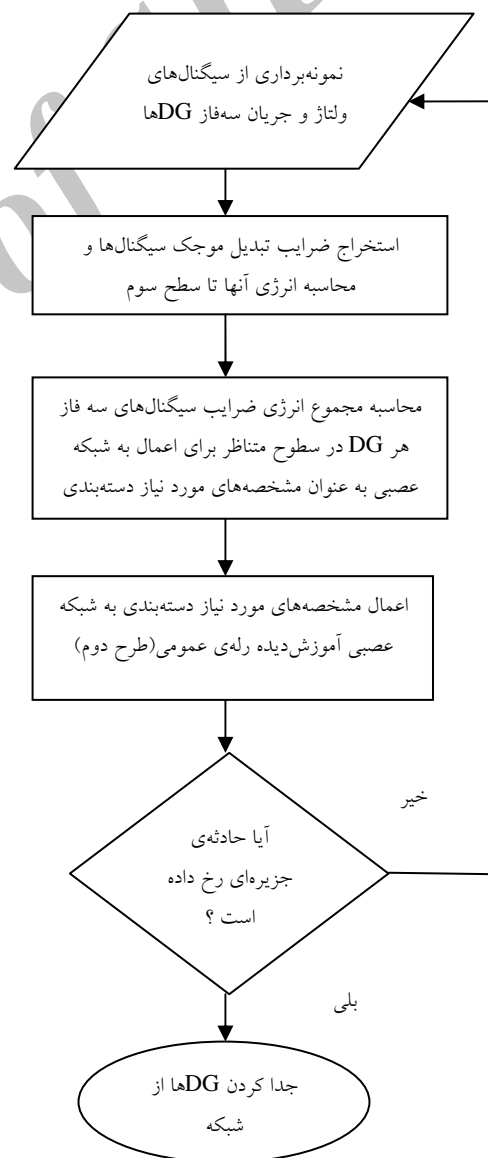 نمونه‌برداری از سیگنال‌های
ولتاژ و جریان سه‌فاز DGها
استخراج ضرایب تبدیل موجک سیگنال‌ها و
محاسبه انرژی آنها تا سطح سوم
محاسبه مجموع انرژی ضرایب سیگنال‌های سه فاز
هر DG در سطوح متناظر برای اعمال به شبکه
عصبی به عنوان مشخصه‌های مورد نیاز دسته‌بندی
اعمال مشخصه‌های مورد نیاز دسته‌بندی به شبکه
عصبی آموزش‌دیده رله‌ی عمومی(طرح دوم)
خیر
آیا حادثه‌ی
جزیره‌ای رخ داده
است ؟
بلی
جدا کردن DGها از
شبکه
of